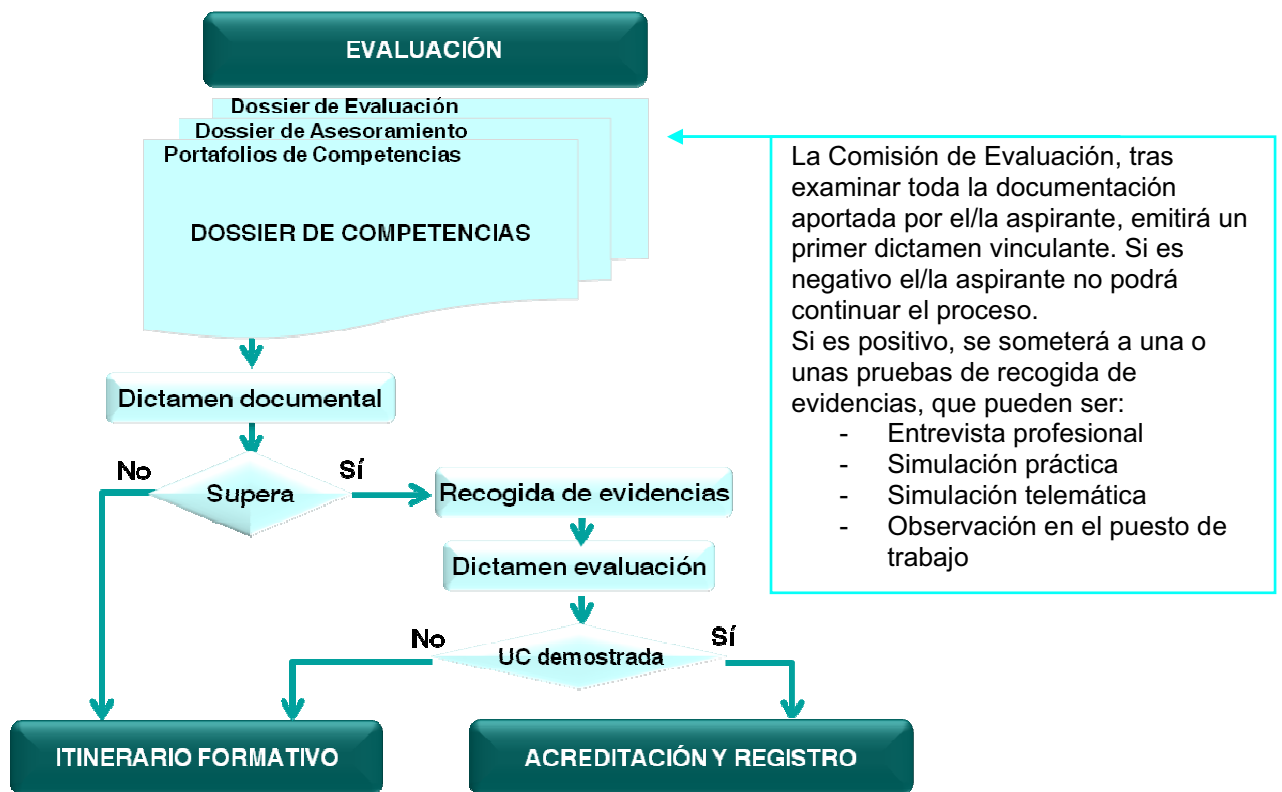 EVALUACIÓN
Dossier de Evaluación
Dossier de Asesoramiento
Portafolios de Competencias
DOSSIER DE COMPETENCIAS
La Comisión de Evaluación, tras
examinar toda la documentación
aportada por el/la aspirante, emitirá un
primer dictamen vinculante. Si es
negativo el/la aspirante no podrá
continuar el proceso.
Si es positivo, se someterá a una o
unas pruebas de recogida de
evidencias, que pueden ser:
- Entrevista profesional
- Simulación práctica
- Simulación telemática
- Observación en el puesto de
trabajo
Dictamen documental
No
Sí
Supera
Recogida de evidencias
Dictamen evaluación
No
Sí
UC demostrada
ITINERARIO FORMATIVO
ACREDITACIÓN Y REGISTRO